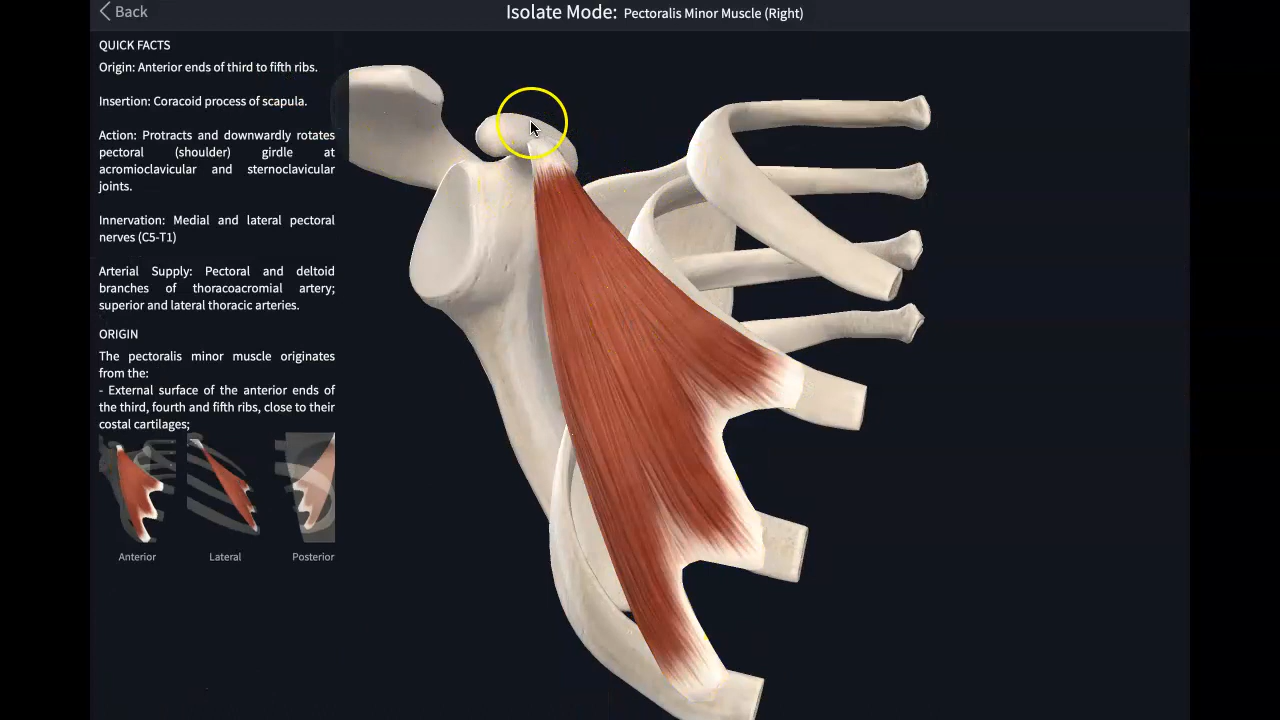 Back
Isolate Mode: Pectoralis Minor Muscle (Right)
QUICK FACTS
Origin: Anterior ends of third to fifth ribs.
Insertion: Coracoid process of scapula.
Action: Protracts and downwardly rotates
pectoral (shoulder) girdle at
acromioclavicular and sternoclavicular
joints.
Innervation: Medial and lateral pectoral
nerves (C5-T1)
Arterial Supply: Pectoral and deltoid
branches of thoracoacromial artery;
superior and lateral thoracic arteries.
ORIGIN
The pectoralis minor muscle originates
from the:
- External surface of the anterior ends of
the third, fourth and fifth ribs, close to their
costal cartilages;
Anterior
Lateral
Posterior